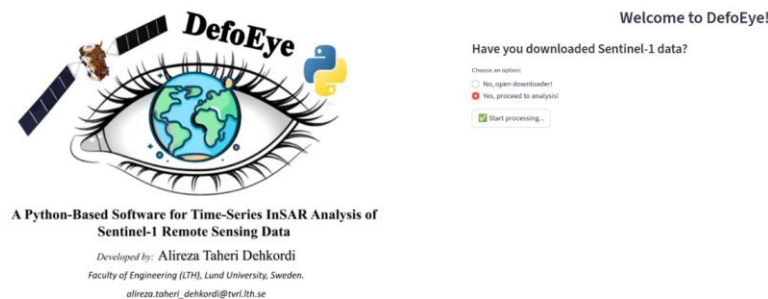 DefoEye
A Python-Based Software for Time-Series InSAR Analysis of
Sentinel-1 Remote Sensing Data
Developed by: Alireza Taheri Dehkordi
Faculty of Engineering (LTH), Lund University, Sweden.
alireza.taheri_dehkordi@tvrl.lth.se
Welcome to DefoEye!
Have you downloaded Sentinel-1 data?
Choose an option:
No, open downloader!
Yes, proceed to analysis!
Start processing...